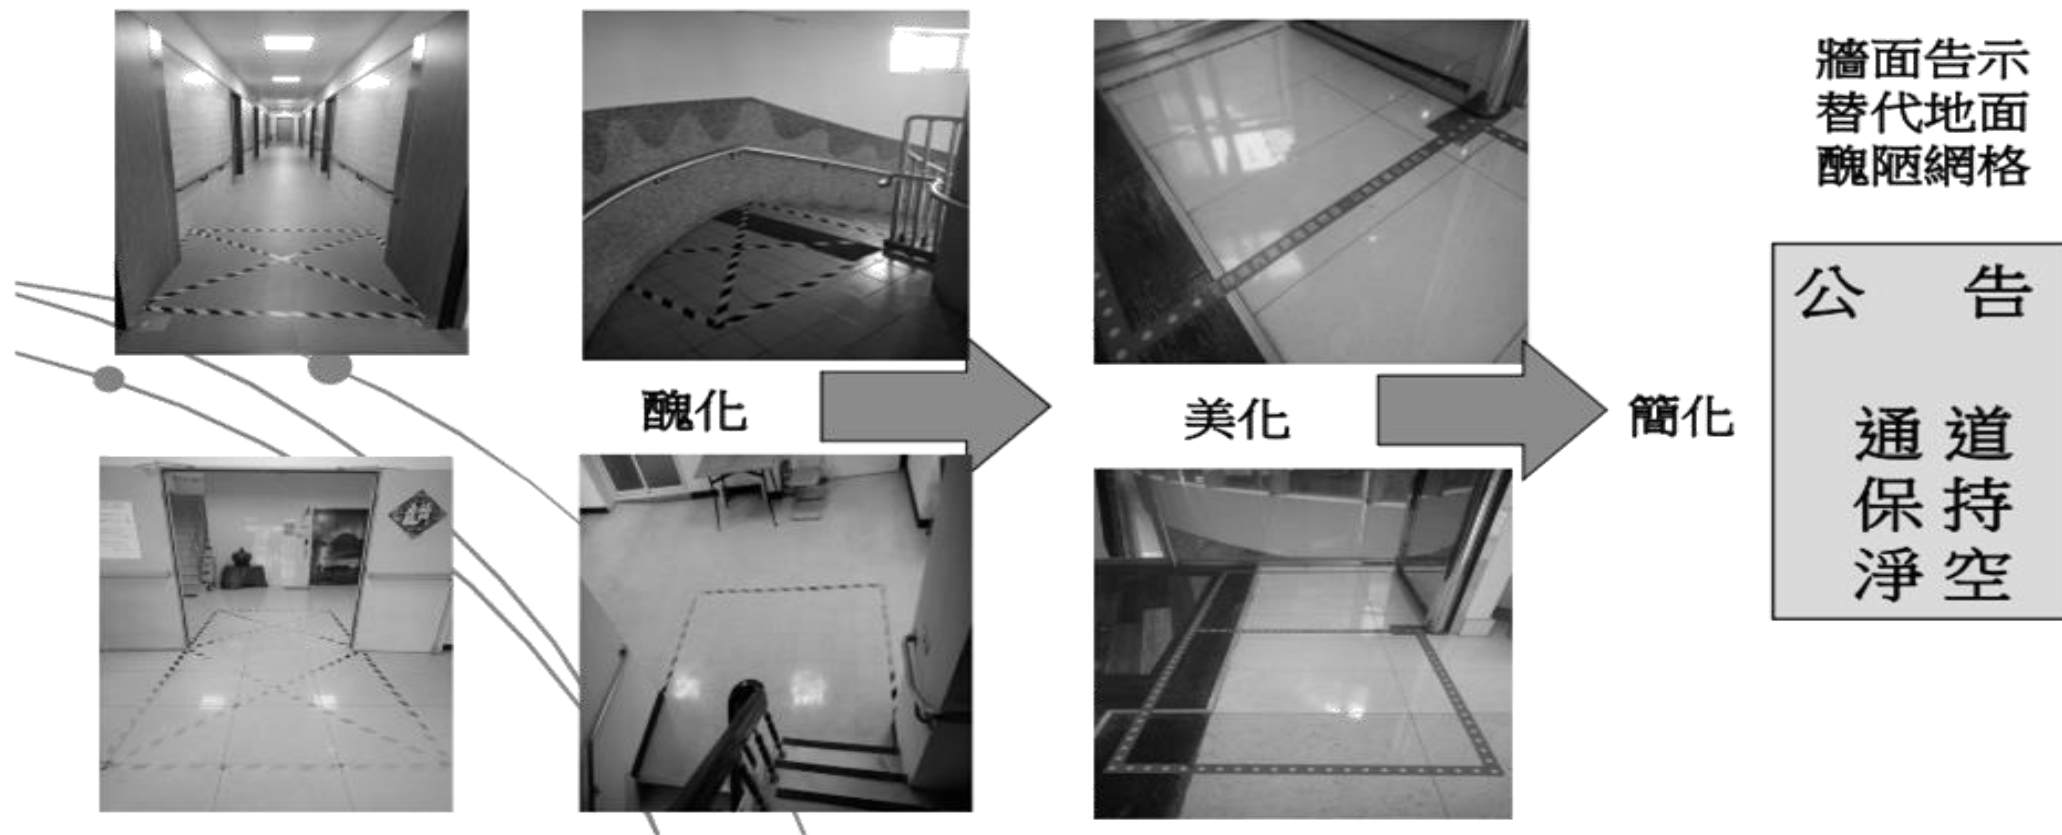 牆面告示
替代地面
醜陋網格
醜化
美化
簡化
公 告
通道
保持
淨空